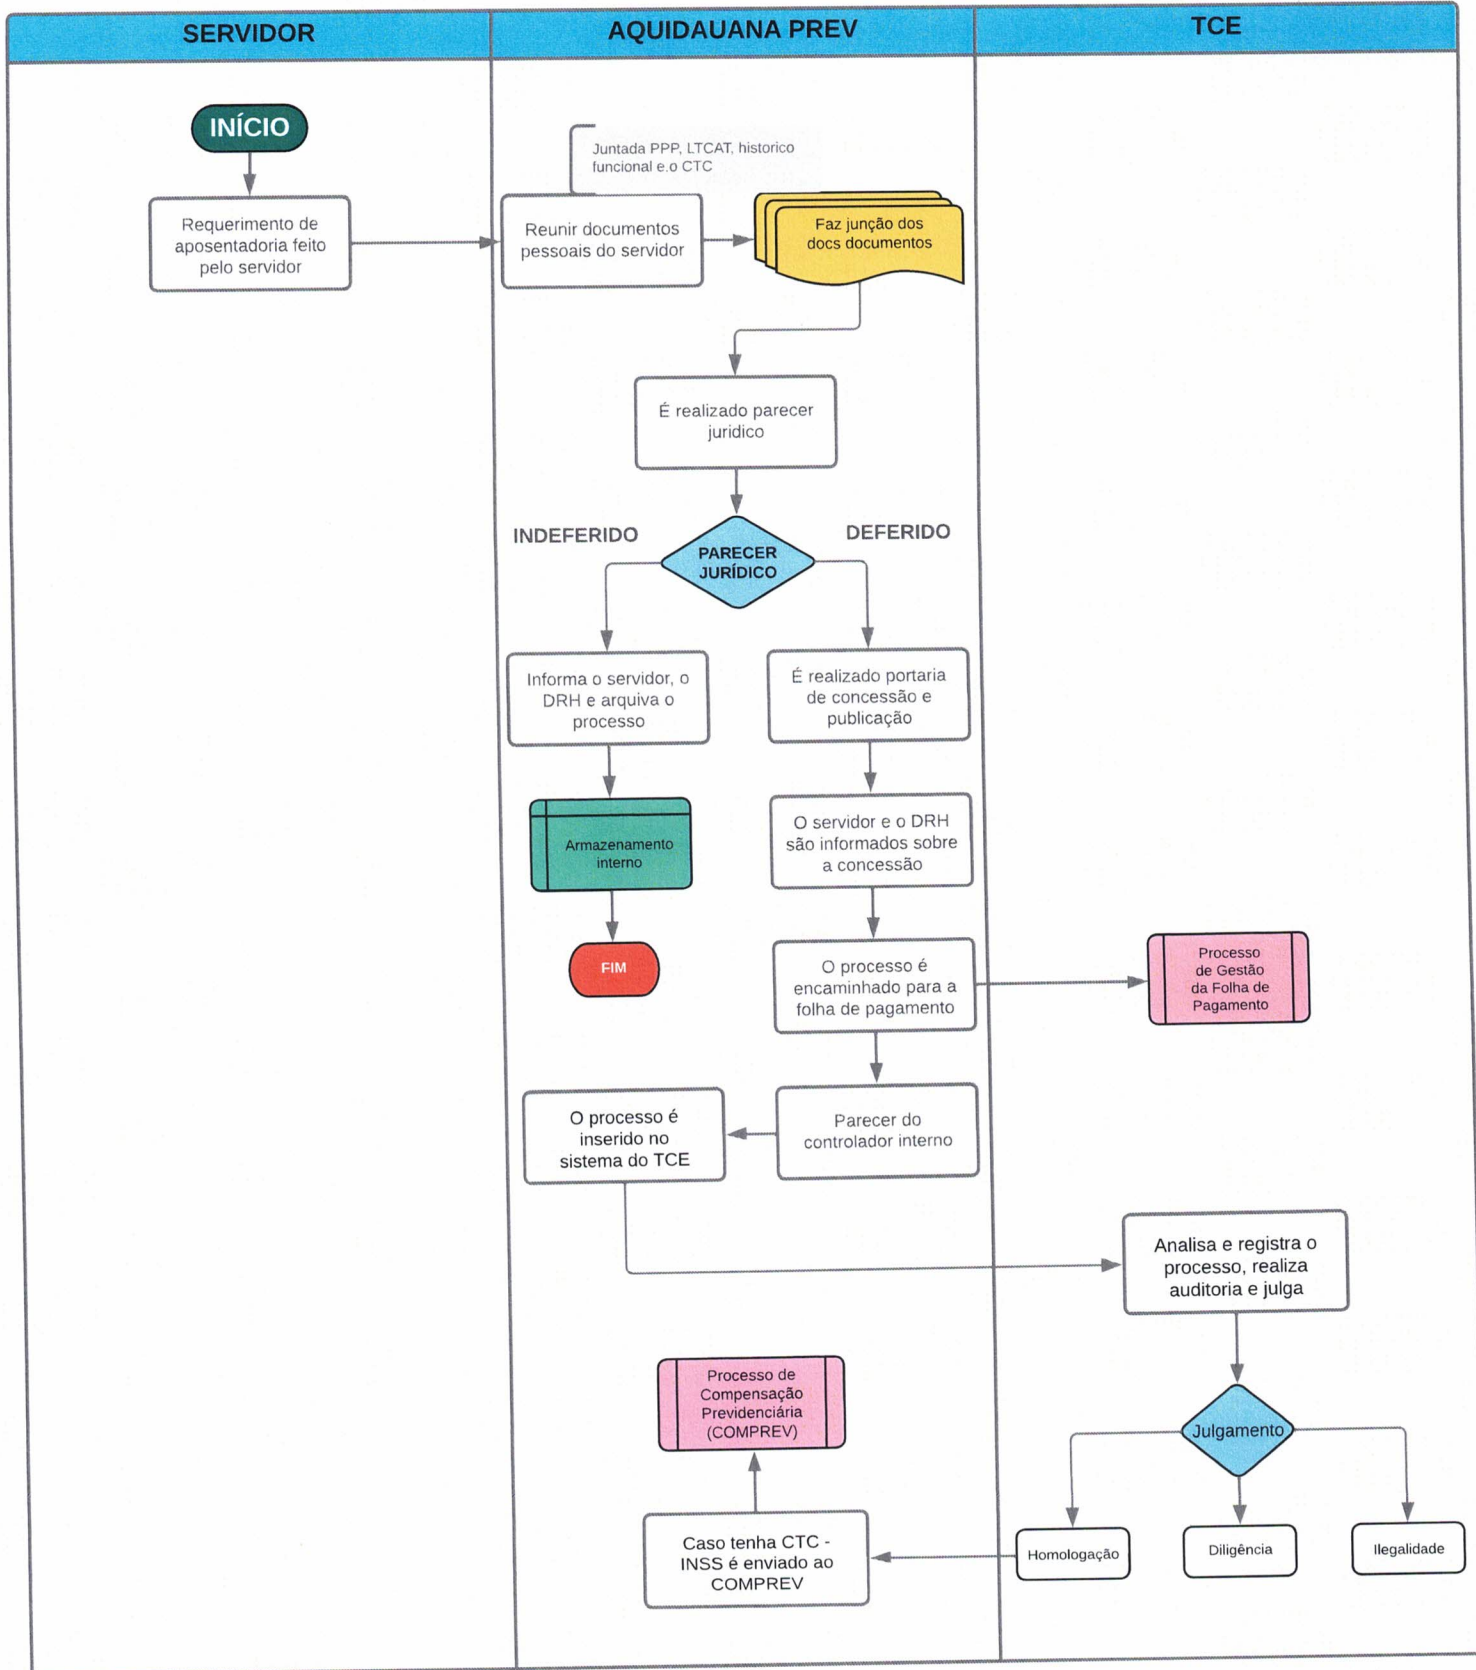 SERVIDOR
AQUIDAUANA PREV
TCE
INÍCIO
Requerimento de
aposentadoria feito
pelo servidor
Juntada PPP, LTCAT, historico
funcional e.o CTC
Reunir documentos
pessoais do servidor
Faz junção dos
docs documentos
É realizado parecer
juridico
INDEFERIDO
DEFERIDO
PARECER
JURÍDICO
Informa o servidor, o
DRH e arquiva o
processo
É realizado portaria
de concessão e
publicação
Armazenamento
interno
O servidor e o DRH
são informados sobre
a concessão
FIM
O processo é
encaminhado para a
folha de pagamento
Processo
de Gestão
da Folha de
Pagamento
O processo é
inserido no
sistema do TCE
Parecer do
controlador interno
Analisa e registra o
processo, realiza
auditoria e julga
Processo de
Compensação
Previdenciária
(COMPREV)
Julgamento
Caso tenha CTC -
INSS é enviado ao
COMPREV
Homologação
Diligência
Ilegalidade